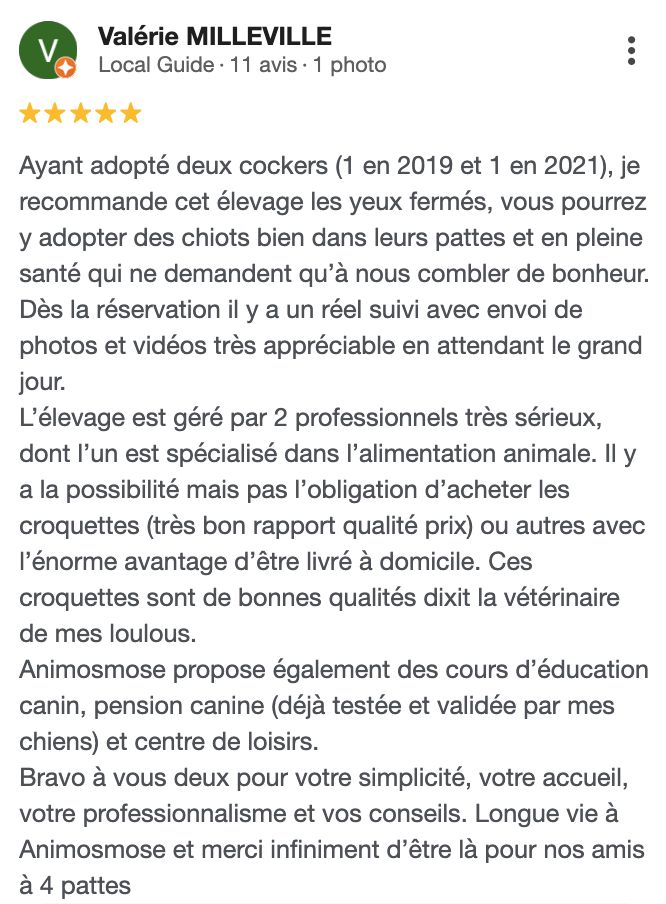 V
Valérie MILLEVILLE
Local Guide · 11 avis · 1 photo
Ayant adopté deux cockers (1 en 2019 et 1 en 2021), je
recommande cet élevage les yeux fermés, vous pourrez
y adopter des chiots bien dans leurs pattes et en pleine
santé qui ne demandent qu’à nous combler de bonheur.
Dès la réservation il y a un réel suivi avec envoi de
photos et vidéos très appréciable en attendant le grand
jour.
L’élevage est géré par 2 professionnels très sérieux,
dont l’un est spécialisé dans l’alimentation animale. Il y
a la possibilité mais pas l’obligation d’acheter les
croquettes (très bon rapport qualité prix) ou autres avec
l’énorme avantage d’être livré à domicile. Ces
croquettes sont de bonnes qualités dixit la vétérinaire
de mes loulous.
Animosmose propose également des cours d’éducation
canin, pension canine (déjà testée et validée par mes
chiens) et centre de loisirs.
Bravo à vous deux pour votre simplicité, votre accueil,
votre professionnalisme et vos conseils. Longue vie à
Animosmose et merci infiniment d’être là pour nos amis
à 4 pattes